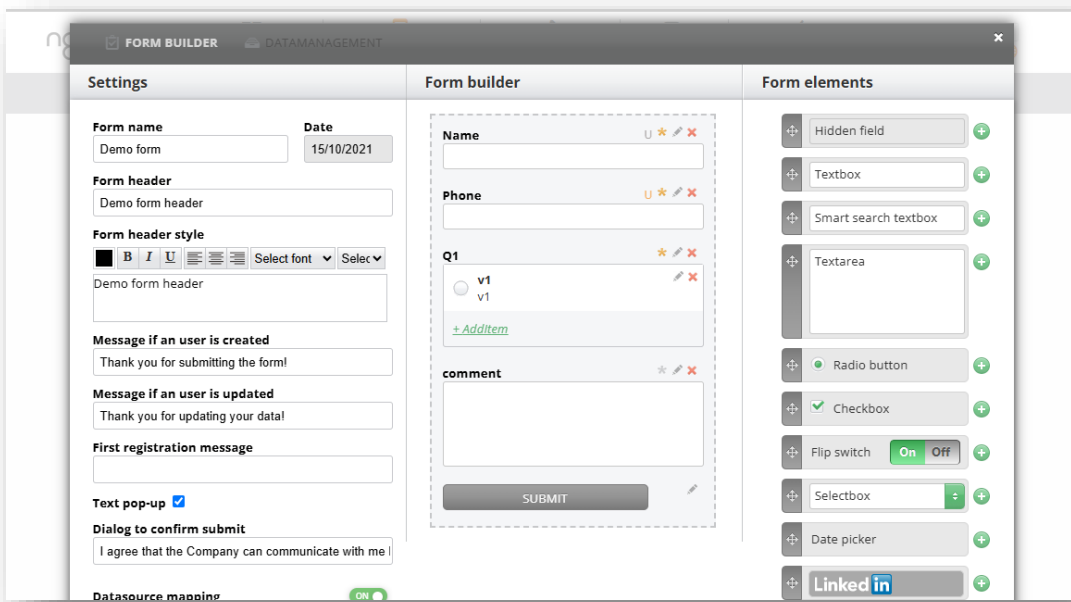 FORM BUILDER DATAMANAGEMENT ×
Settings
Form name Date
Demo form 15/10/2021
Form header
Demo form header
Form header style
B I U Select font Selec
Demo form header
Message if an user is created
Thank you for submitting the form!
Message if an user is updated
Thank you for updating your data!
First registration message
Text pop-up
Dialog to confirm submit
I agree that the Company can communicate with me
Datasource mapping ON
Form builder
Name U *
Phone U *
Q1 *
v1
v1
+ AddItem
comment *
SUBMIT
Form elements
Hidden field
Textbox
Smart search textbox
Textarea
Radio button
Checkbox
Flip switch On Off
Selectbox
Date picker
Linked in